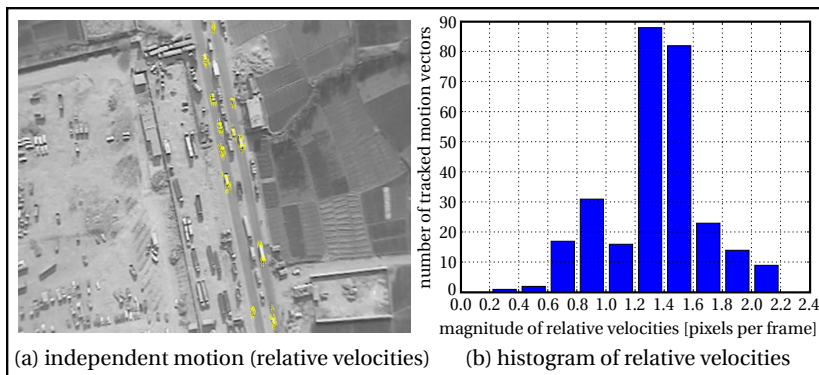 90
80
70
60
50
40
30
20
10
0
number of tracked motion vectors
0.0 0.2 0.4 0.6 0.8 1.0 1.2 1.4 1.6 1.8 2.0 2.2 2.4
magnitude of relative velocities [pixels per frame]
(a) independent motion (relative velocities)
(b) histogram of relative velocities